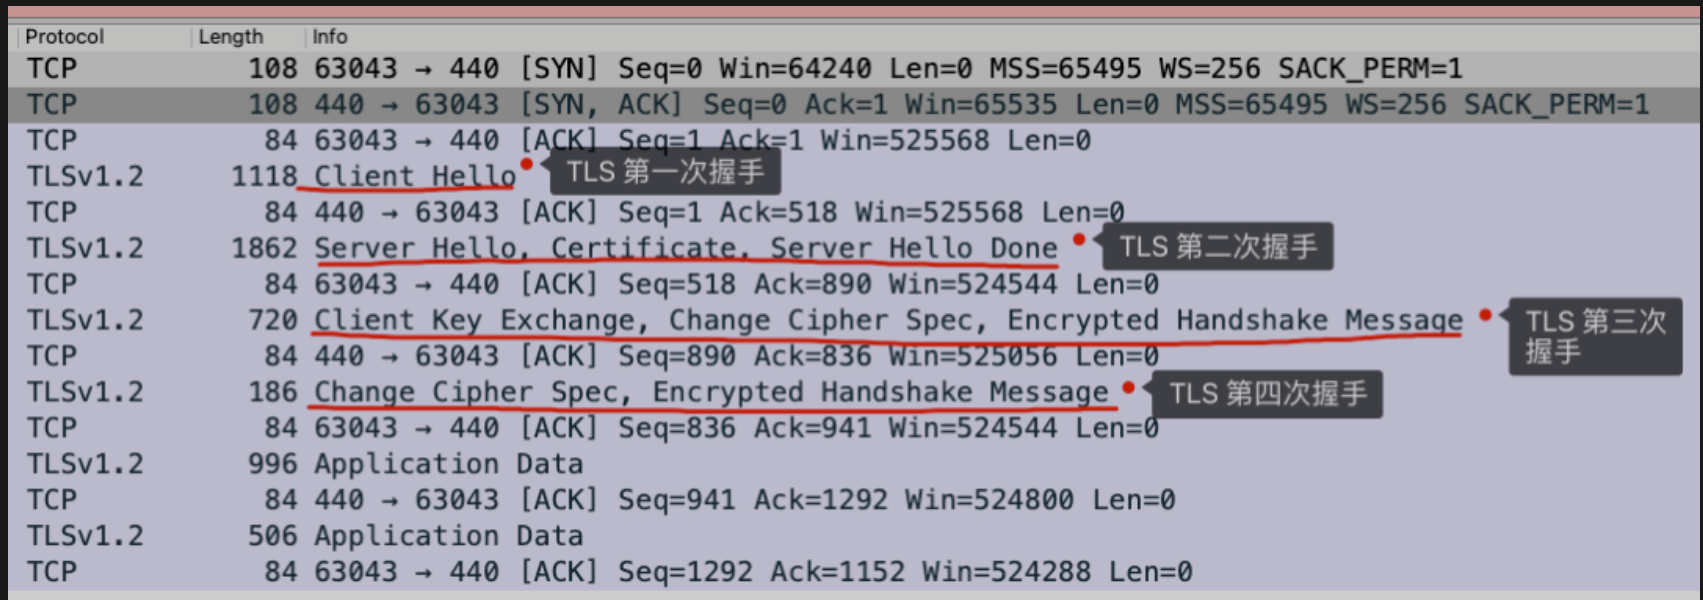 Protocol Length Info
TCP 108 63043 → 440 [SYN] Seq=0 Win=64240 Len=0 MSS=65495 WS=256 SACK_PERM=1
TCP 108 440 → 63043 [SYN, ACK] Seq=0 Ack=1 Win=65535 Len=0 MSS=65495 WS=256 SACK_PERM=1
TCP 84 63043 → 440 [ACK] Seq=1 Ack=1 Win=525568 Len=0
TLSv1.2 1118 Client Hello TLS 第一次握手
TCP 84 440 → 63043 [ACK] Seq=1 Ack=518 Win=525568 Len=0
TLSv1.2 1862 Server Hello, Certificate, Server Hello Done TLS 第二次握手
TCP 84 63043 → 440 [ACK] Seq=518 Ack=890 Win=524544 Len=0
TLSv1.2 720 Client Key Exchange, Change Cipher Spec, Encrypted Handshake Message TLS 第三次
握手
TCP 84 440 → 63043 [ACK] Seq=890 Ack=836 Win=525056 Len=0
TLSv1.2 186 Change Cipher Spec, Encrypted Handshake Message TLS 第四次握手
TCP 84 63043 → 440 [ACK] Seq=836 Ack=941 Win=524544 Len=0
TLSv1.2 996 Application Data
TCP 84 440 → 63043 [ACK] Seq=941 Ack=1292 Win=524800 Len=0
TLSv1.2 506 Application Data
TCP 84 63043 → 440 [ACK] Seq=1292 Ack=1152 Win=524288 Len=0